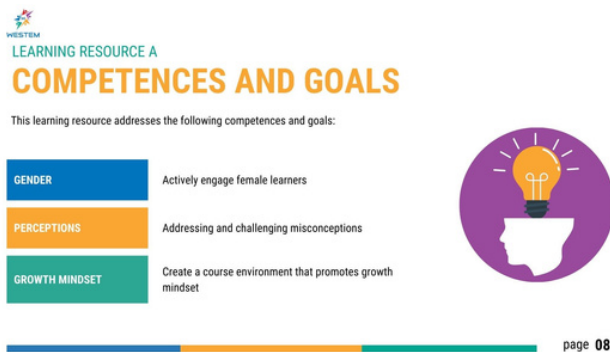 WESTEM
LEARNING RESOURCE A
COMPETENCES AND GOALS
This learning resource addresses the following competences and goals:
GENDER
Actively engage female learners
PERCEPTIONS
Addressing and challenging misconceptions
GROWTH MINDSET
Create a course environment that promotes growth
mindset
page 08